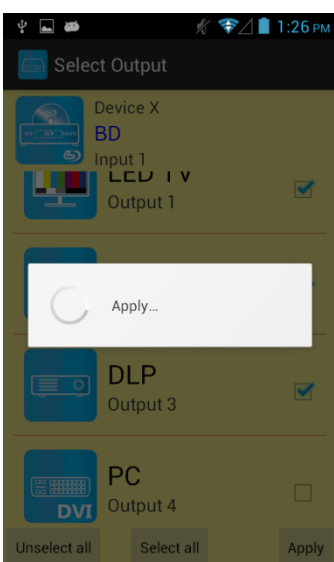 1:26 PM
Select Output
Device X
BD
Input 1
LED TV
Output 1
Apply...
DLP
Output 3
PC
Output 4
DVI
Unselect all
Select all
Apply